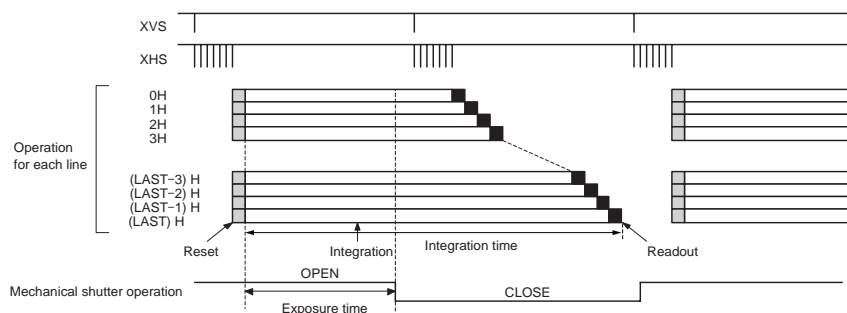 XVS
XHS
0H
1H
2H
3H
Operation
for each line
(LAST−3) H
(LAST−2) H
(LAST−1) H
(LAST) H
Reset
Integration
Integration time
Readout
OPEN
Mechanical shutter operation
CLOSE
Exposure time